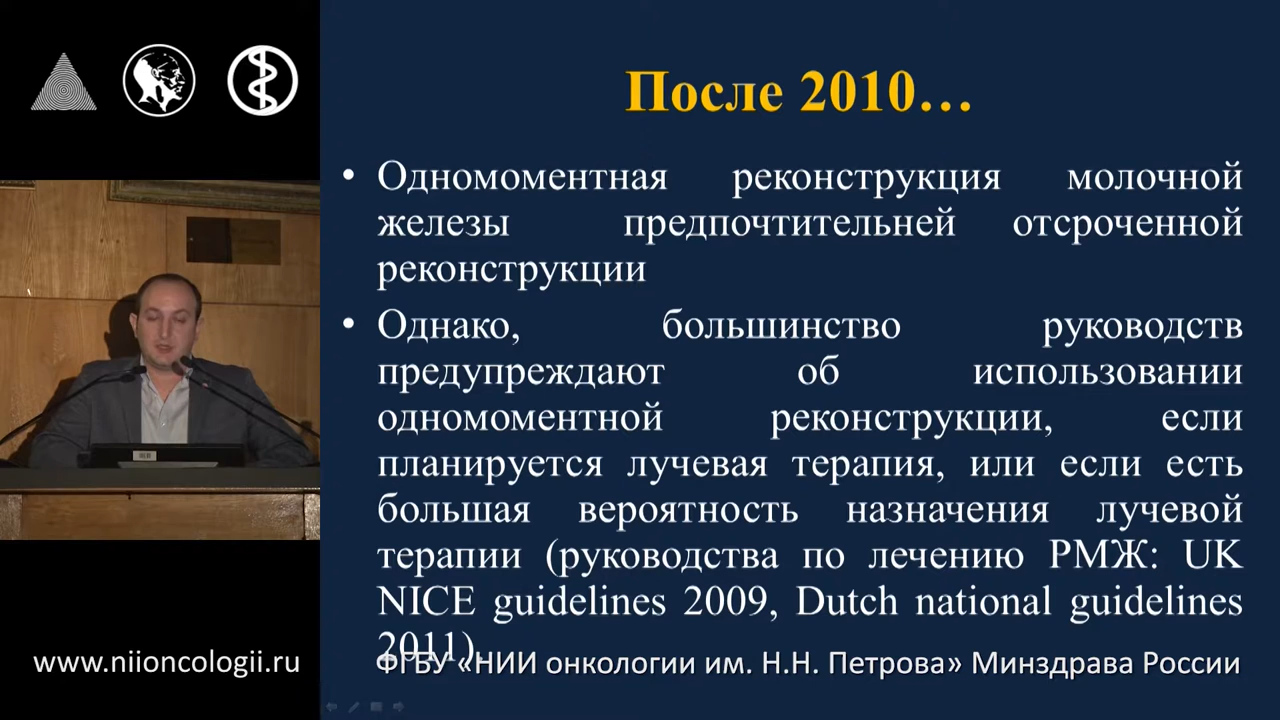 После 2010…
• Одномоментная реконструкция молочной
железы предпочтительней отсроченной
реконструкции
• Однако, большинство руководств
предупреждают об использовании
одномоментной реконструкции, если
планируется лучевая терапия, или если есть
большая вероятность назначения лучевой
терапии (руководства по лечению РМЖ: UK
NICE guidelines 2009, Dutch national guidelines
2011).
www.niioncologii.ru
ФГБУ «НИИ онкологии им. Н.Н. Петрова» Минздрава России